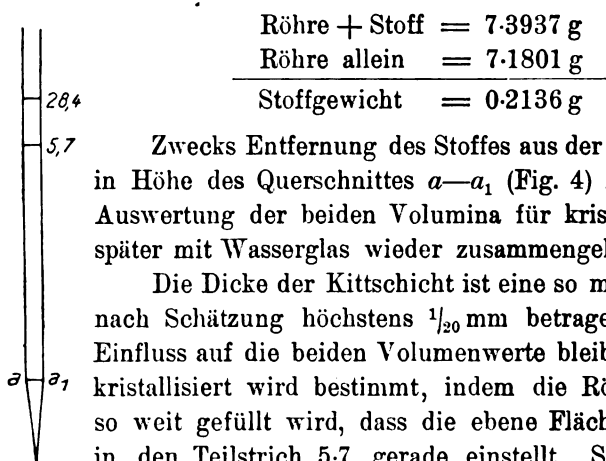 Röhre + Stoff = 7·3937 g
Röhre allein = 7·1801 g
Stoffgewicht = 0·2136 g
28,4
5,7
Zwecks Entfernung des Stoffes aus der
in Höhe des Querschnittes a—a₁ (Fig. 4)
Auswertung der beiden Volumina für kris
später mit Wasserglas wieder zusammengel
Die Dicke der Kittschicht ist eine so m
nach Schätzung höchstens ¹/₂₀ mm betrage
Einfluss auf die beiden Volumenwerte bleib
a a₁
kristallisiert wird bestimmt, indem die Rö
so weit gefüllt wird, dass die ebene Fläch
in den Teilstrich 5·7 gerade einstellt. S